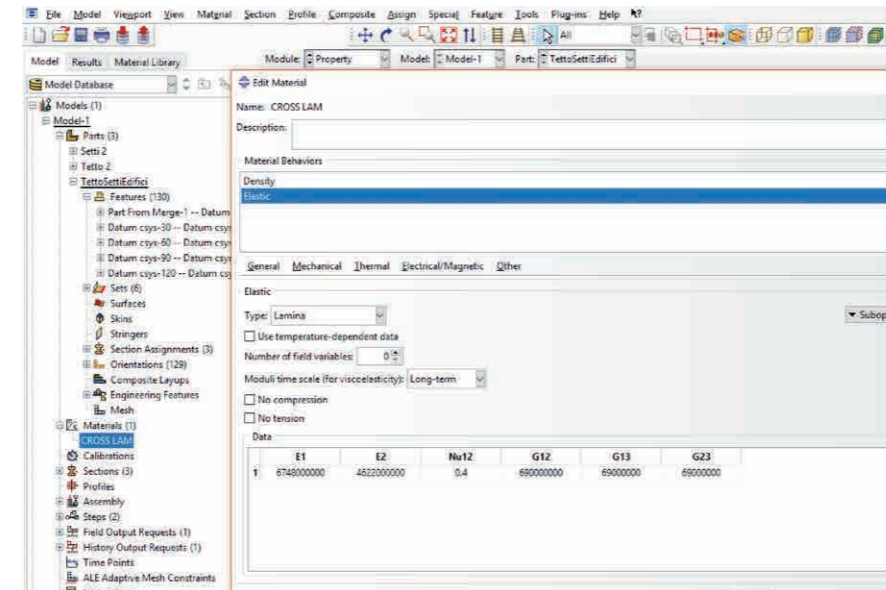 File Model Viewport View Material Section Profile Composite Assign Special Feature Tools Plug-ins Help
All
Model Results Material Library
Module: Property Model: Model-1 Part: TettoSettiEdifici
Model Database
Edit Material
Models (1)
Model-1
Parts (3)
Setti 2
Tetto 2
TettoSettiEdifici
Features (130)
Part From Merge-1 -- Datum
Datum csys-30 -- Datum csy
Datum csys-60 -- Datum csy
Datum csys-90 -- Datum csy
Datum csys-120 -- Datum cs
Sets (6)
Surfaces
Skins
Stringers
Section Assignments (3)
Orientations (129)
Composite Layups
Engineering Features
Mesh
Materials (1)
CROSS LAM
Calibrations
Sections (3)
Profiles
Assembly
Steps (2)
Field Output Requests (1)
History Output Requests (1)
Time Points
ALE Adaptive Mesh Constraints
Name: CROSS LAM
Description:
Material Behaviors
Density
Elastic
General Mechanical Thermal Electrical/Magnetic Other
Elastic
Type: Lamina
Subop
Use temperature-dependent data
Number of field variables: 0
Moduli time scale (for viscoelasticity): Long-term
No compression
No tension
Data
E1 E2 Nu12 G12 G13 G23
1 6748000000 4622000000 0.4 690000000 69000000 69000000